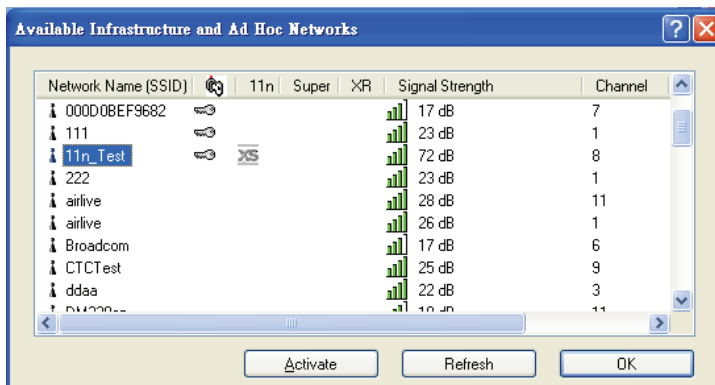 Available Infrastructure and Ad Hoc Networks
Network Name (SSID) 11n Super XR Signal Strength Channel
000D0BEF9682 17 dB 7
111 23 dB 1
11n_Test XS 72 dB 8
222 23 dB 1
airlive 28 dB 11
airlive 26 dB 1
Broadcom 17 dB 6
CTCTest 25 dB 9
ddaa 22 dB 3
Activate Refresh OK